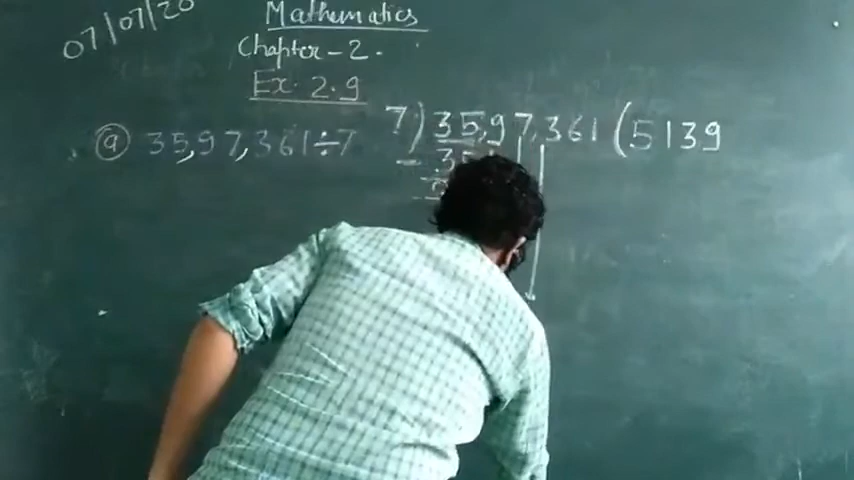 07/07/20
Mathematics
Chapter - 2.
Ex. 2.9
ⓐ 35,97,361÷7
7) 35,97,361 (5139
- 35